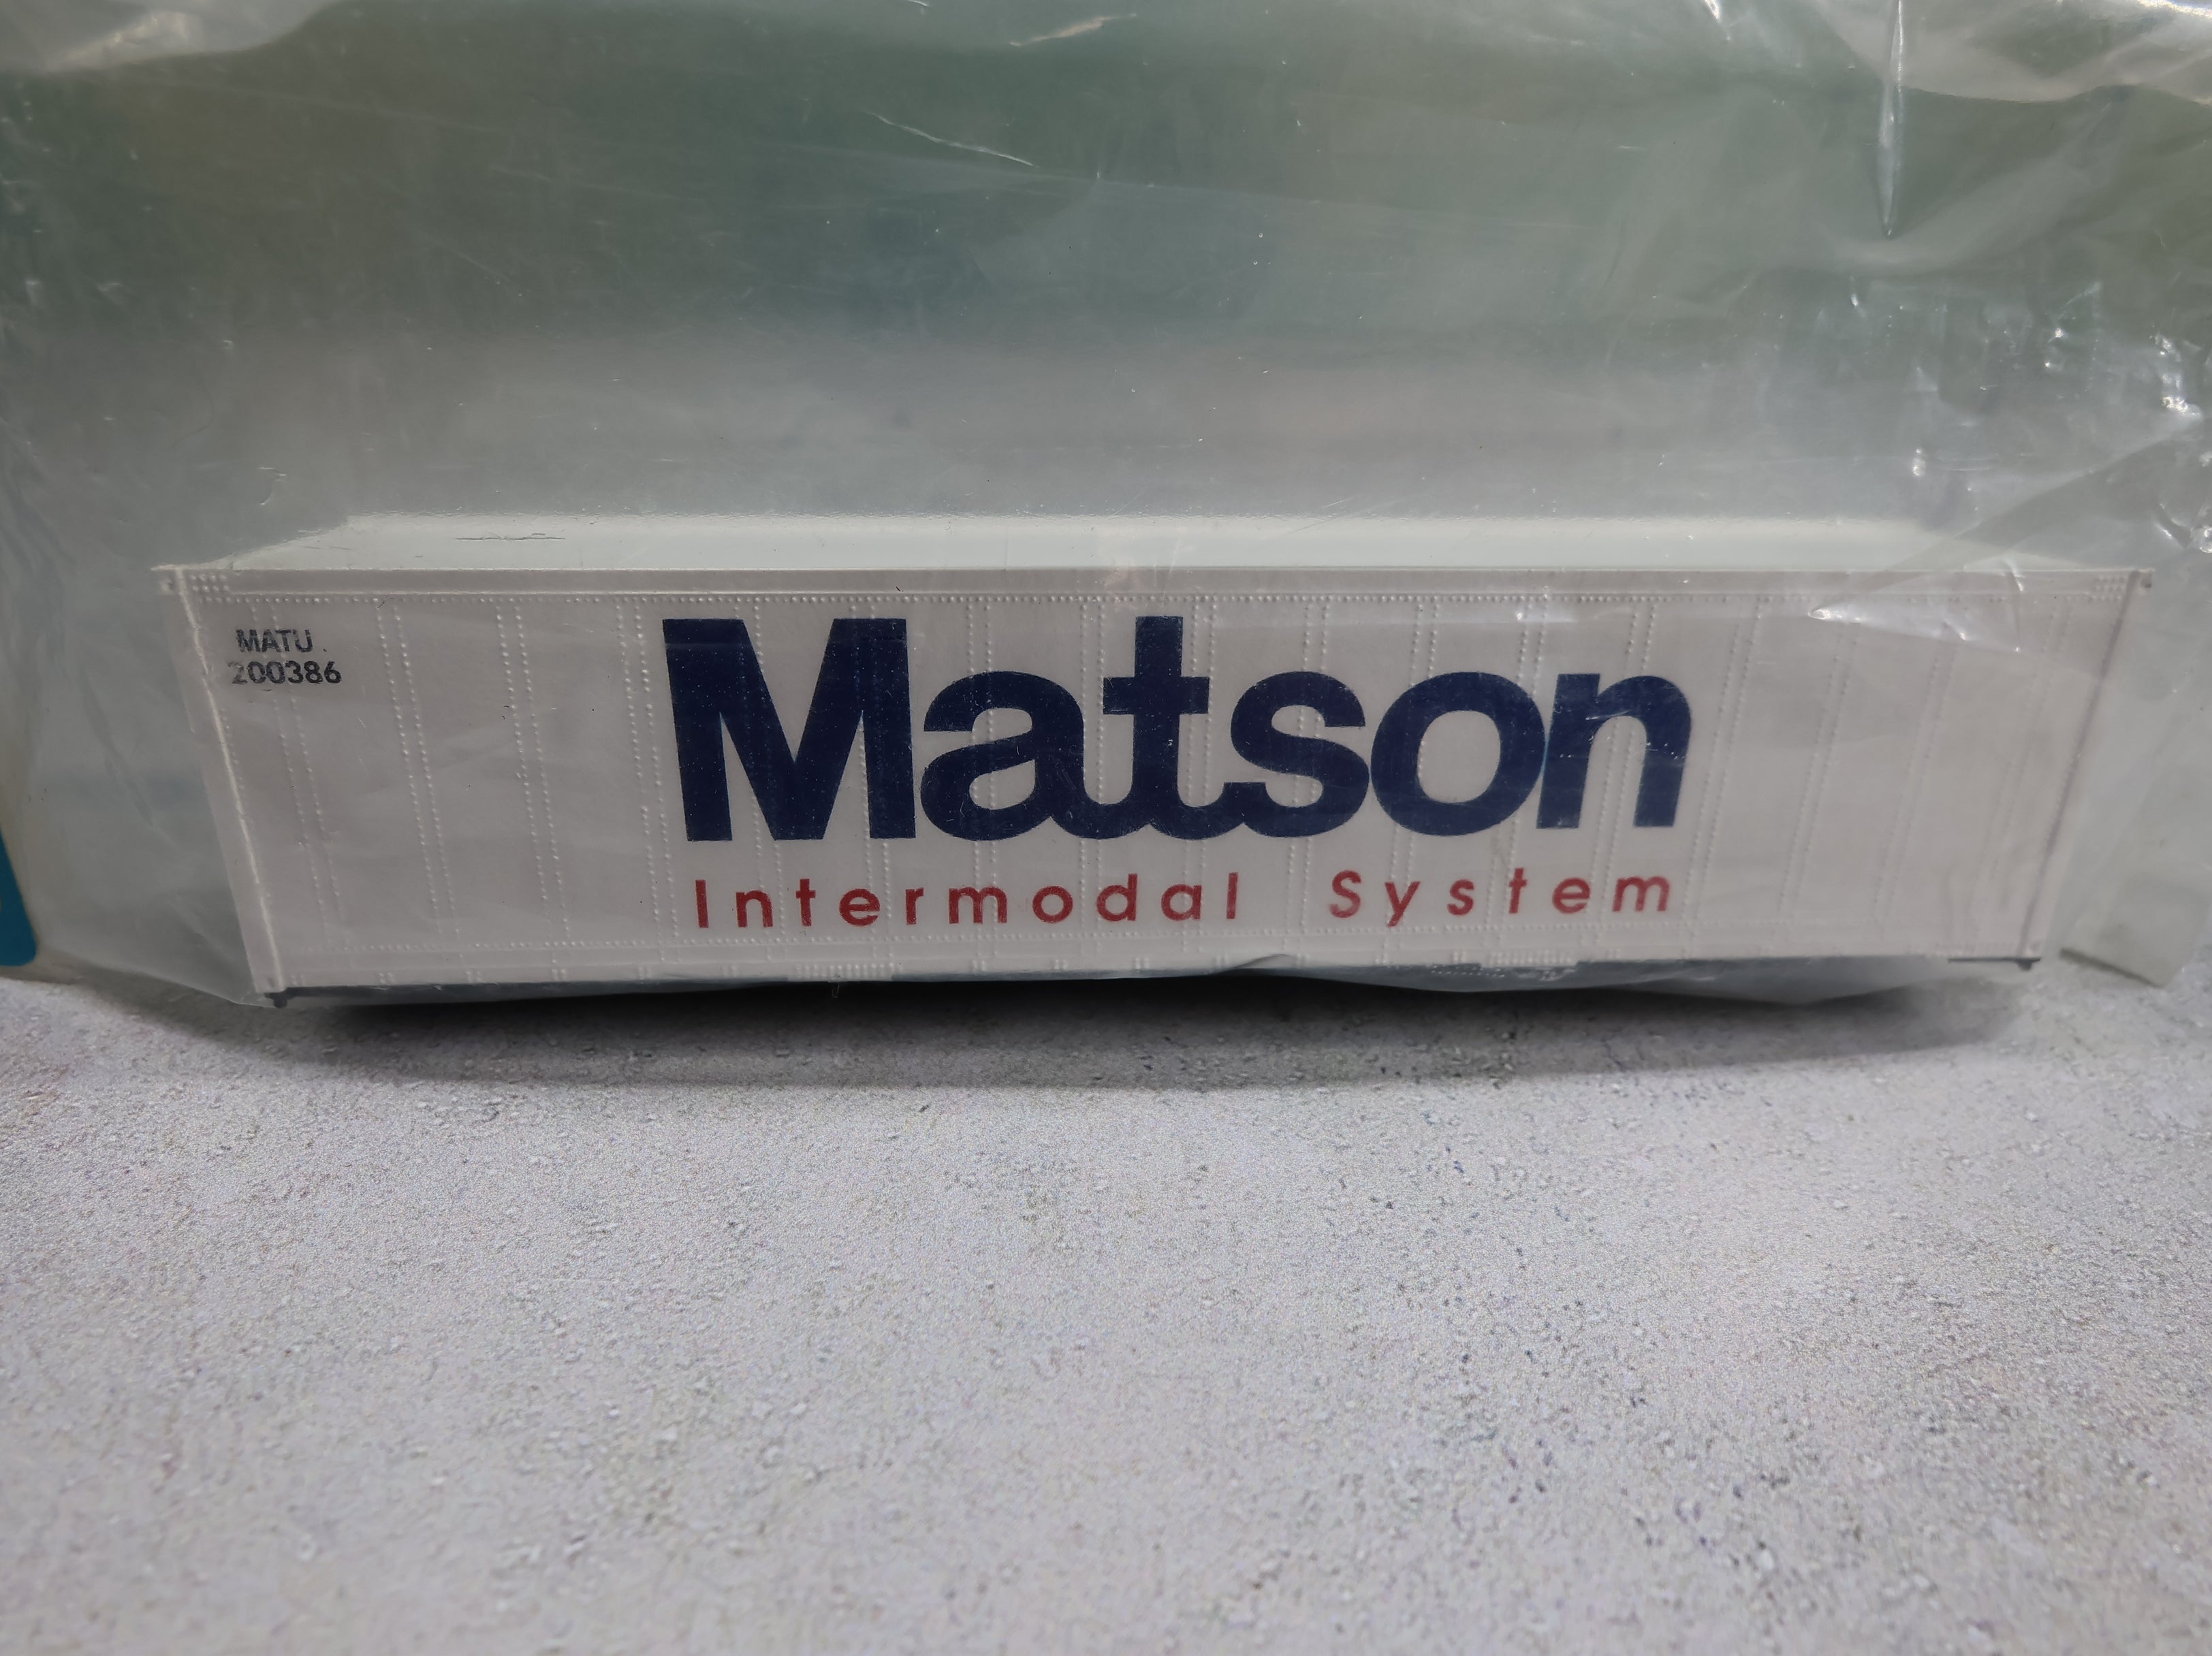 MATU
200386
Matson
Intermodal System